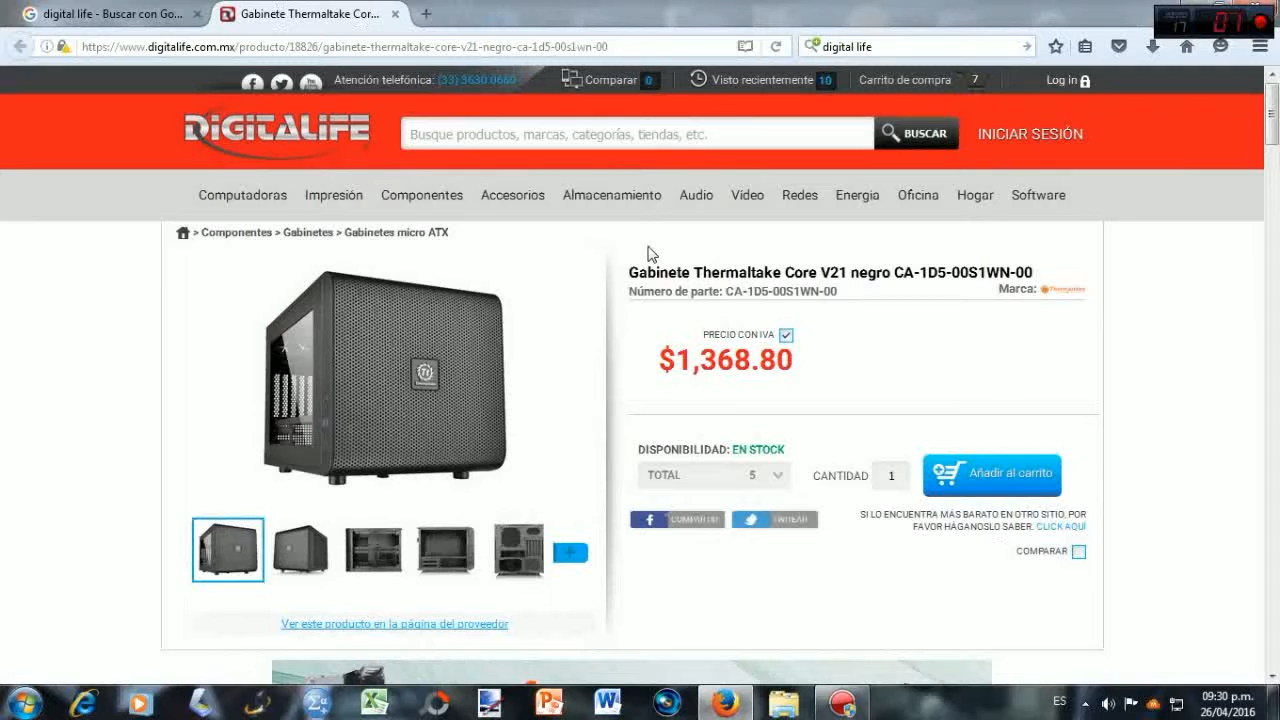 digital life - Buscar con Go...
Gabinete Thermaltake Cor...
17
07
https://www.digitalife.com.mx/producto/18826/gabinete-thermaltake-core-v21-negro-ca-1d5-00s1wn-00
digital life
Atención telefónica: (33) 3630 0660
Comparar 0
Visto recientemente 10
Carrito de compra 7
Log in
DIGITALIFE
Busque productos, marcas, categorías, tiendas, etc.
BUSCAR
INICIAR SESIÓN
Computadoras Impresión Componentes Accesorios Almacenamiento Audio Video Redes Energia Oficina Hogar Software
> Componentes > Gabinetes > Gabinetes micro ATX
Gabinete Thermaltake Core V21 negro CA-1D5-00S1WN-00
Número de parte: CA-1D5-00S1WN-00
Marca: Thermaltake
PRECIO CON IVA
$1,368.80
DISPONIBILIDAD: EN STOCK
TOTAL 5
CANTIDAD 1
Añadir al carrito
COMPARTIR
TWITEAR
SI LO ENCUENTRA MÁS BARATO EN OTRO SITIO, POR
FAVOR HÁGANOSLO SABER. CLICK AQUÍ
COMPARAR
Ver este producto en la página del proveedor
ES
09:30 p.m.
26/04/2016